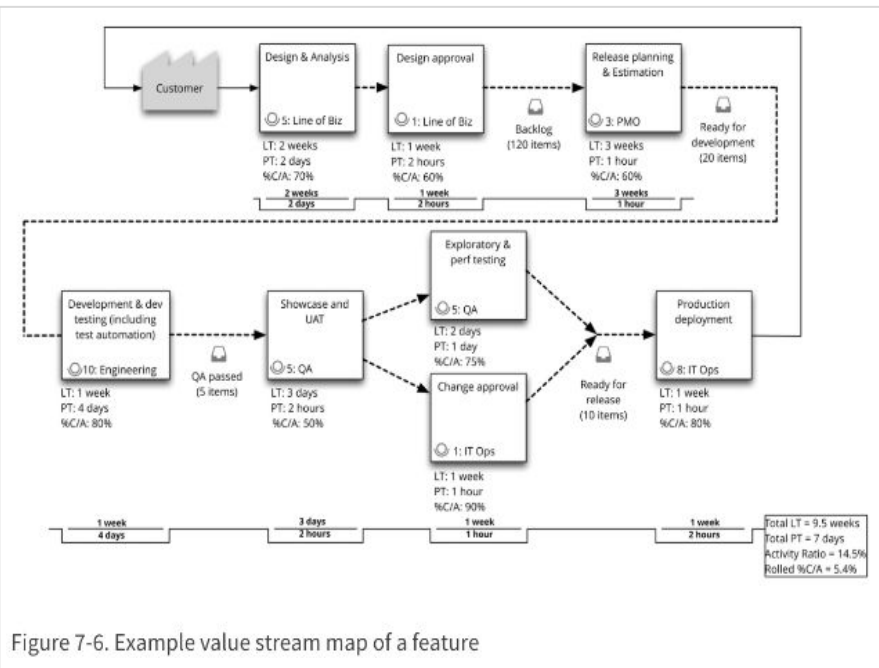 Customer
Design & Analysis
5: Line of Biz
LT: 2 weeks
PT: 2 days
%C/A: 70%
Design approval
1: Line of Biz
LT: 1 week
PT: 2 hours
%C/A: 60%
Backlog
(120 items)
Release planning
& Estimation
3: PMO
LT: 3 weeks
PT: 1 hour
%C/A: 60%
Ready for
development
(20 items)
2 weeks
2 days
1 week
2 hours
3 weeks
1 hour
Development & dev
testing (including
test automation)
10: Engineering
LT: 1 week
PT: 4 days
%C/A: 80%
QA passed
(5 items)
Showcase and
UAT
5: QA
LT: 3 days
PT: 2 hours
%C/A: 50%
Exploratory &
perf testing
5: QA
LT: 2 days
PT: 1 day
%C/A: 75%
Change approval
1: IT Ops
LT: 1 week
PT: 1 hour
%C/A: 90%
Ready for
release
(10 items)
Production
deployment
8: IT Ops
LT: 1 week
PT: 1 hour
%C/A: 80%
1 week
4 days
3 days
2 hours
1 week
1 hour
1 week
2 hours
Total LT = 9.5 weeks
Total PT = 7 days
Activity Ratio = 14.5%
Rolled %C/A = 5.4%
Figure 7-6. Example value stream map of a feature